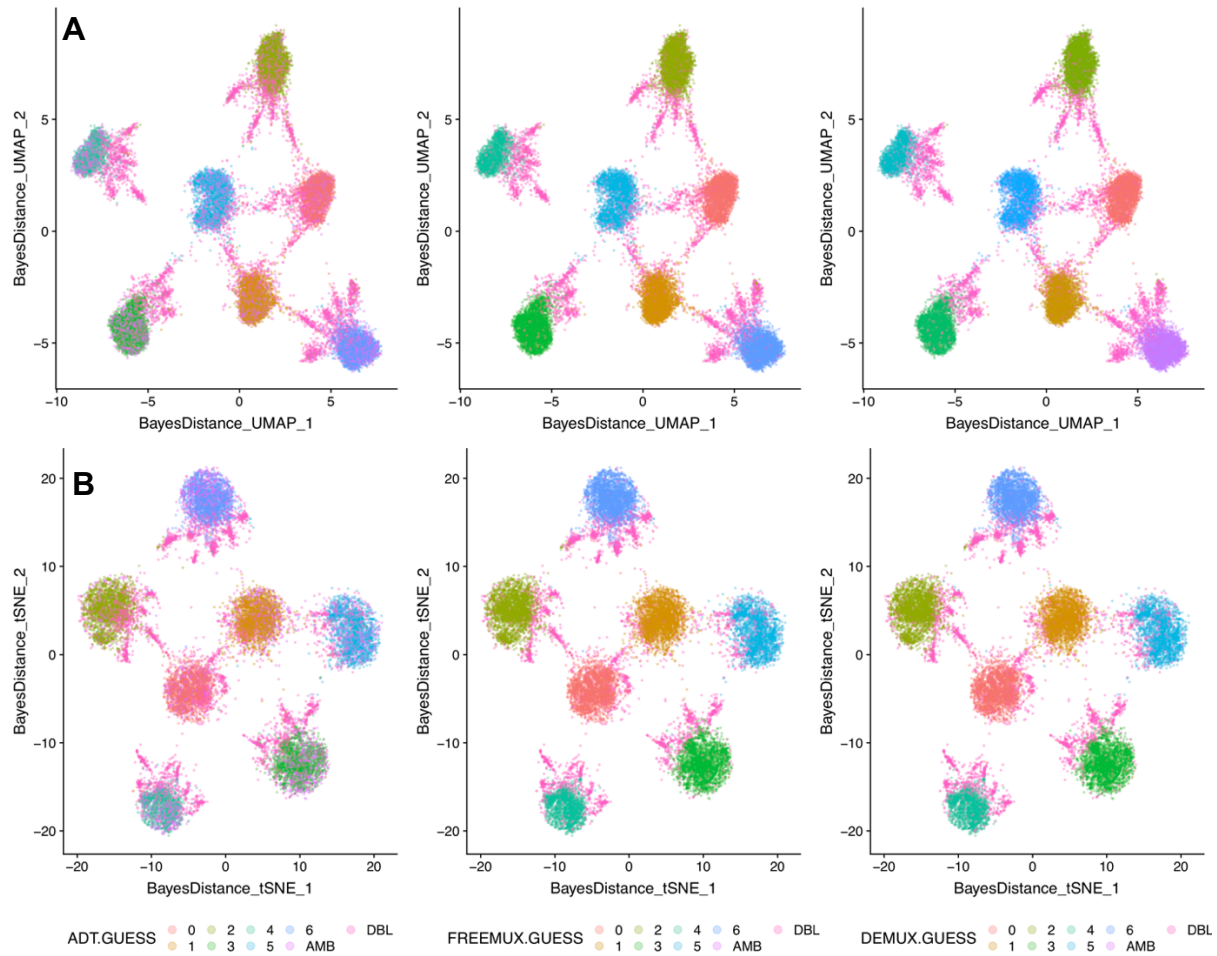 A
BayesDistance_UMAP_2
5
0
−5
−10
−5
0
5
BayesDistance_UMAP_1
BayesDistance_UMAP_2
5
0
−5
−10
−5
0
5
BayesDistance_UMAP_1
BayesDistance_UMAP_2
5
0
−5
−10
−5
0
5
BayesDistance_UMAP_1
B
BayesDistance_tSNE_2
20
10
0
−10
−20
−20
−10
0
10
20
BayesDistance_tSNE_1
BayesDistance_tSNE_2
20
10
0
−10
−20
−20
−10
0
10
20
BayesDistance_tSNE_1
BayesDistance_tSNE_2
20
10
0
−10
−20
−20
−10
0
10
20
BayesDistance_tSNE_1
ADT.GUESS
0 2 4 6 DBL
1 3 5 AMB
FREEMUX.GUESS
0 2 4 6 DBL
1 3 5 AMB
DEMUX.GUESS
0 2 4 6 DBL
1 3 5 AMB